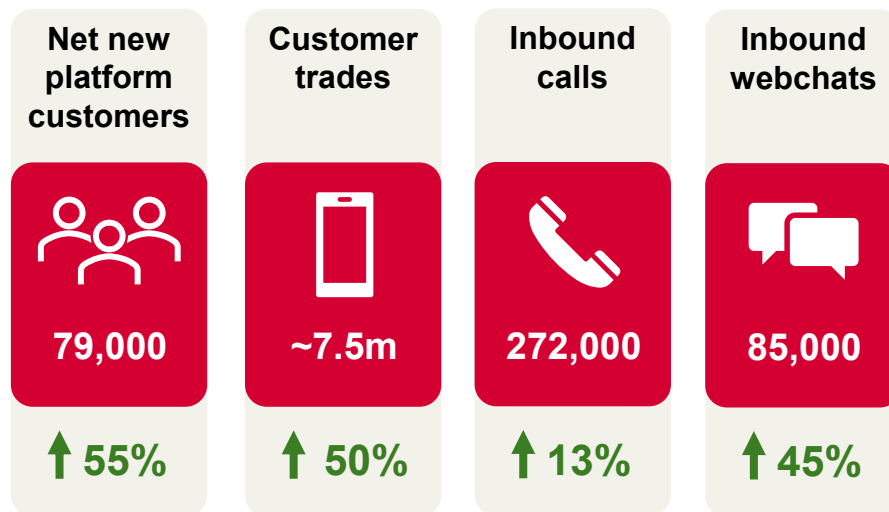 Net new
platform
customers
79,000
55%
Customer
trades
~7.5m
50%
Inbound
calls
272,000
13%
Inbound
webchats
85,000
45%